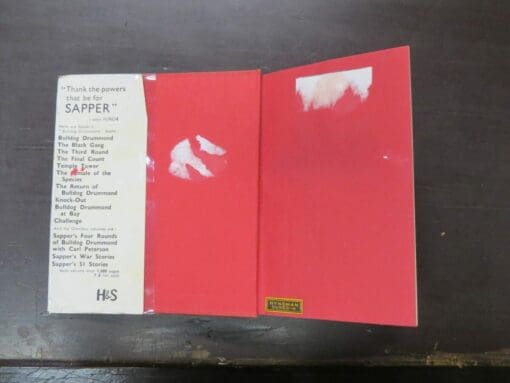 "Thank the powers
that be for
SAPPER"
Bulldog Drummond
The Black Gang
The Third Round
The Final Count
Temple Tower
The Female of the
Species
The Return of
Bulldog Drummond
Knock-Out
Bulldog Drummond
at Bay
Challenge
Sapper's Four Rounds
of Bulldog Drummond
with Carl Peterson
Sapper's War Stories
Sapper's 51 Stories
H&S
HYNDMAN